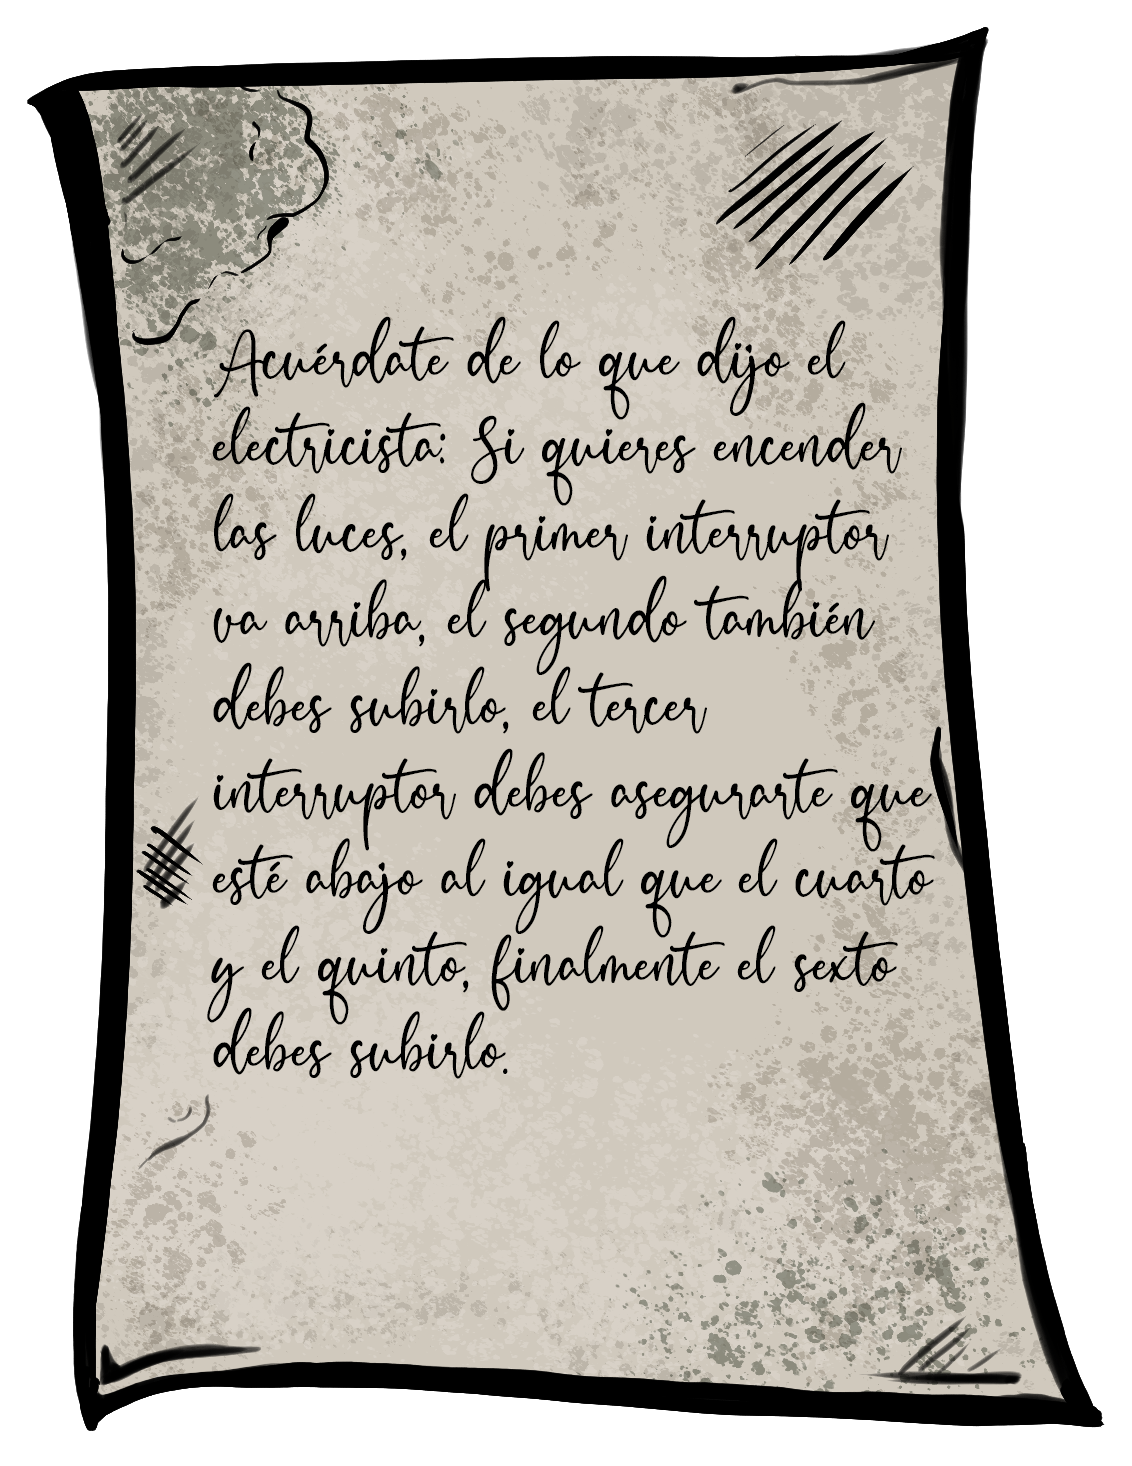 Acuérdate de lo que dijo el
electricista: Si quieres encender
las luces, el primer interruptor
va arriba, el segundo también
debes subirlo, el tercer
interruptor debes asegurarte que
esté abajo al igual que el cuarto
y el quinto, finalmente el sexto
debes subirlo.